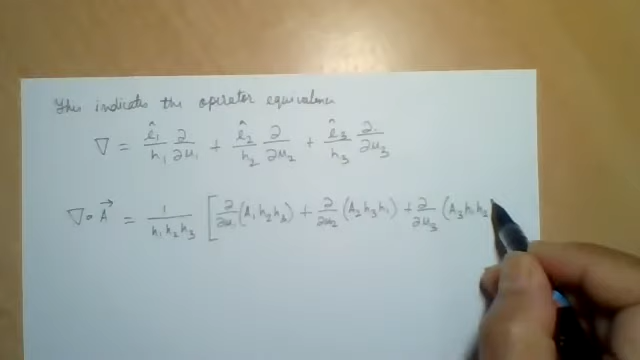 This indicates the operator equivalence
∇ = ê₁/h₁ ∂/∂u₁ + ê₂/h₂ ∂/∂u₂ + ê₃/h₃ ∂/∂u₃
∇∘A⃗ = 1/(h₁h₂h₃) [ ∂/∂u₁ (A₁h₂h₃) + ∂/∂u₂ (A₂h₃h₁) + ∂/∂u₃ (A₃h₁h₂)